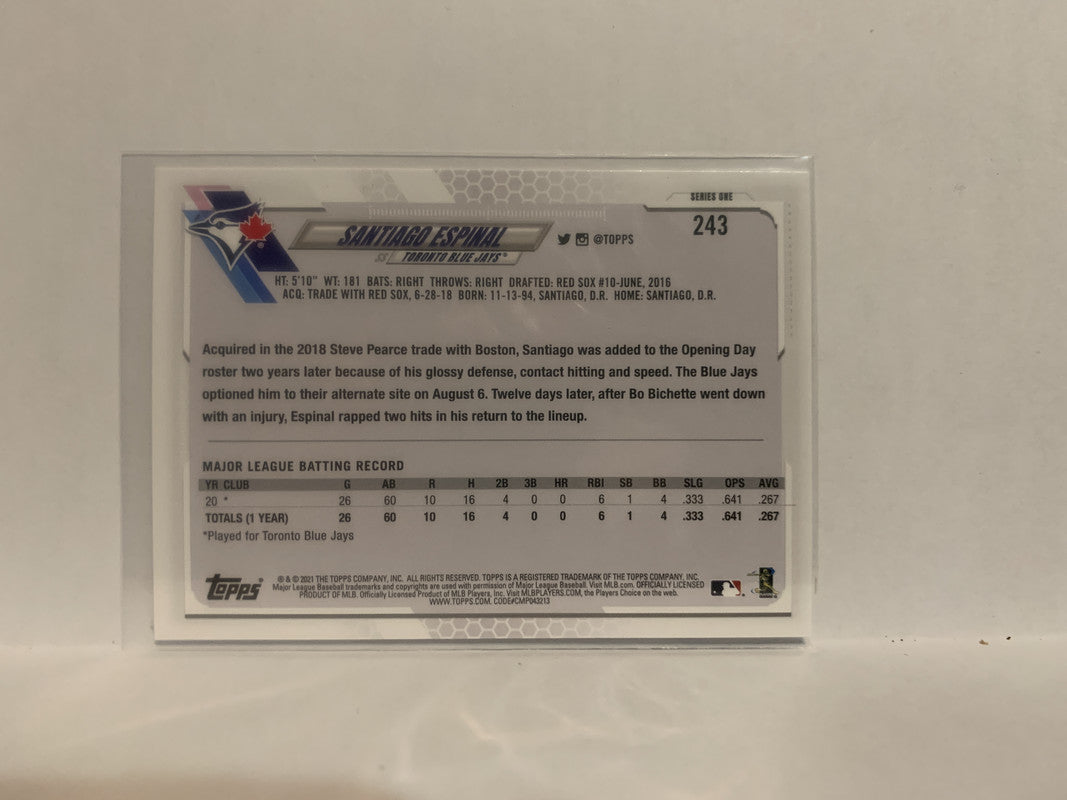 SERIES ONE
243
SANTIAGO ESPINAL
@TOPPS
SS TORONTO BLUE JAYS®
HT: 5'10" WT: 181 BATS: RIGHT THROWS: RIGHT DRAFTED: RED SOX #10-JUNE, 2016
ACQ: TRADE WITH RED SOX, 6-28-18 BORN: 11-13-94, SANTIAGO, D.R. HOME: SANTIAGO, D.R.
Acquired in the 2018 Steve Pearce trade with Boston, Santiago was added to the Opening Day
roster two years later because of his glossy defense, contact hitting and speed. The Blue Jays
optioned him to their alternate site on August 6. Twelve days later, after Bo Bichette went down
with an injury, Espinal rapped two hits in his return to the lineup.
MAJOR LEAGUE BATTING RECORD
YR CLUB G AB R H 2B 3B HR RBI SB BB SLG OPS AVG
20 * 26 60 10 16 4 0 0 6 1 4 .333 .641 .267
TOTALS (1 YEAR) 26 60 10 16 4 0 0 6 1 4 .333 .641 .267
*Played for Toronto Blue Jays
Topps®
® & © 2021 THE TOPPS COMPANY, INC. ALL RIGHTS RESERVED. TOPPS IS A REGISTERED TRADEMARK OF THE TOPPS COMPANY, INC.
Major League Baseball trademarks and copyrights are used with permission of Major League Baseball. Visit MLB.com. OFFICIALLY LICENSED
PRODUCT OF MLB. Officially Licensed Product of MLB Players, Inc. Visit MLBPLAYERS.COM, the Players Choice on the web.
WWW.TOPPS.COM. CODE#CMP043213